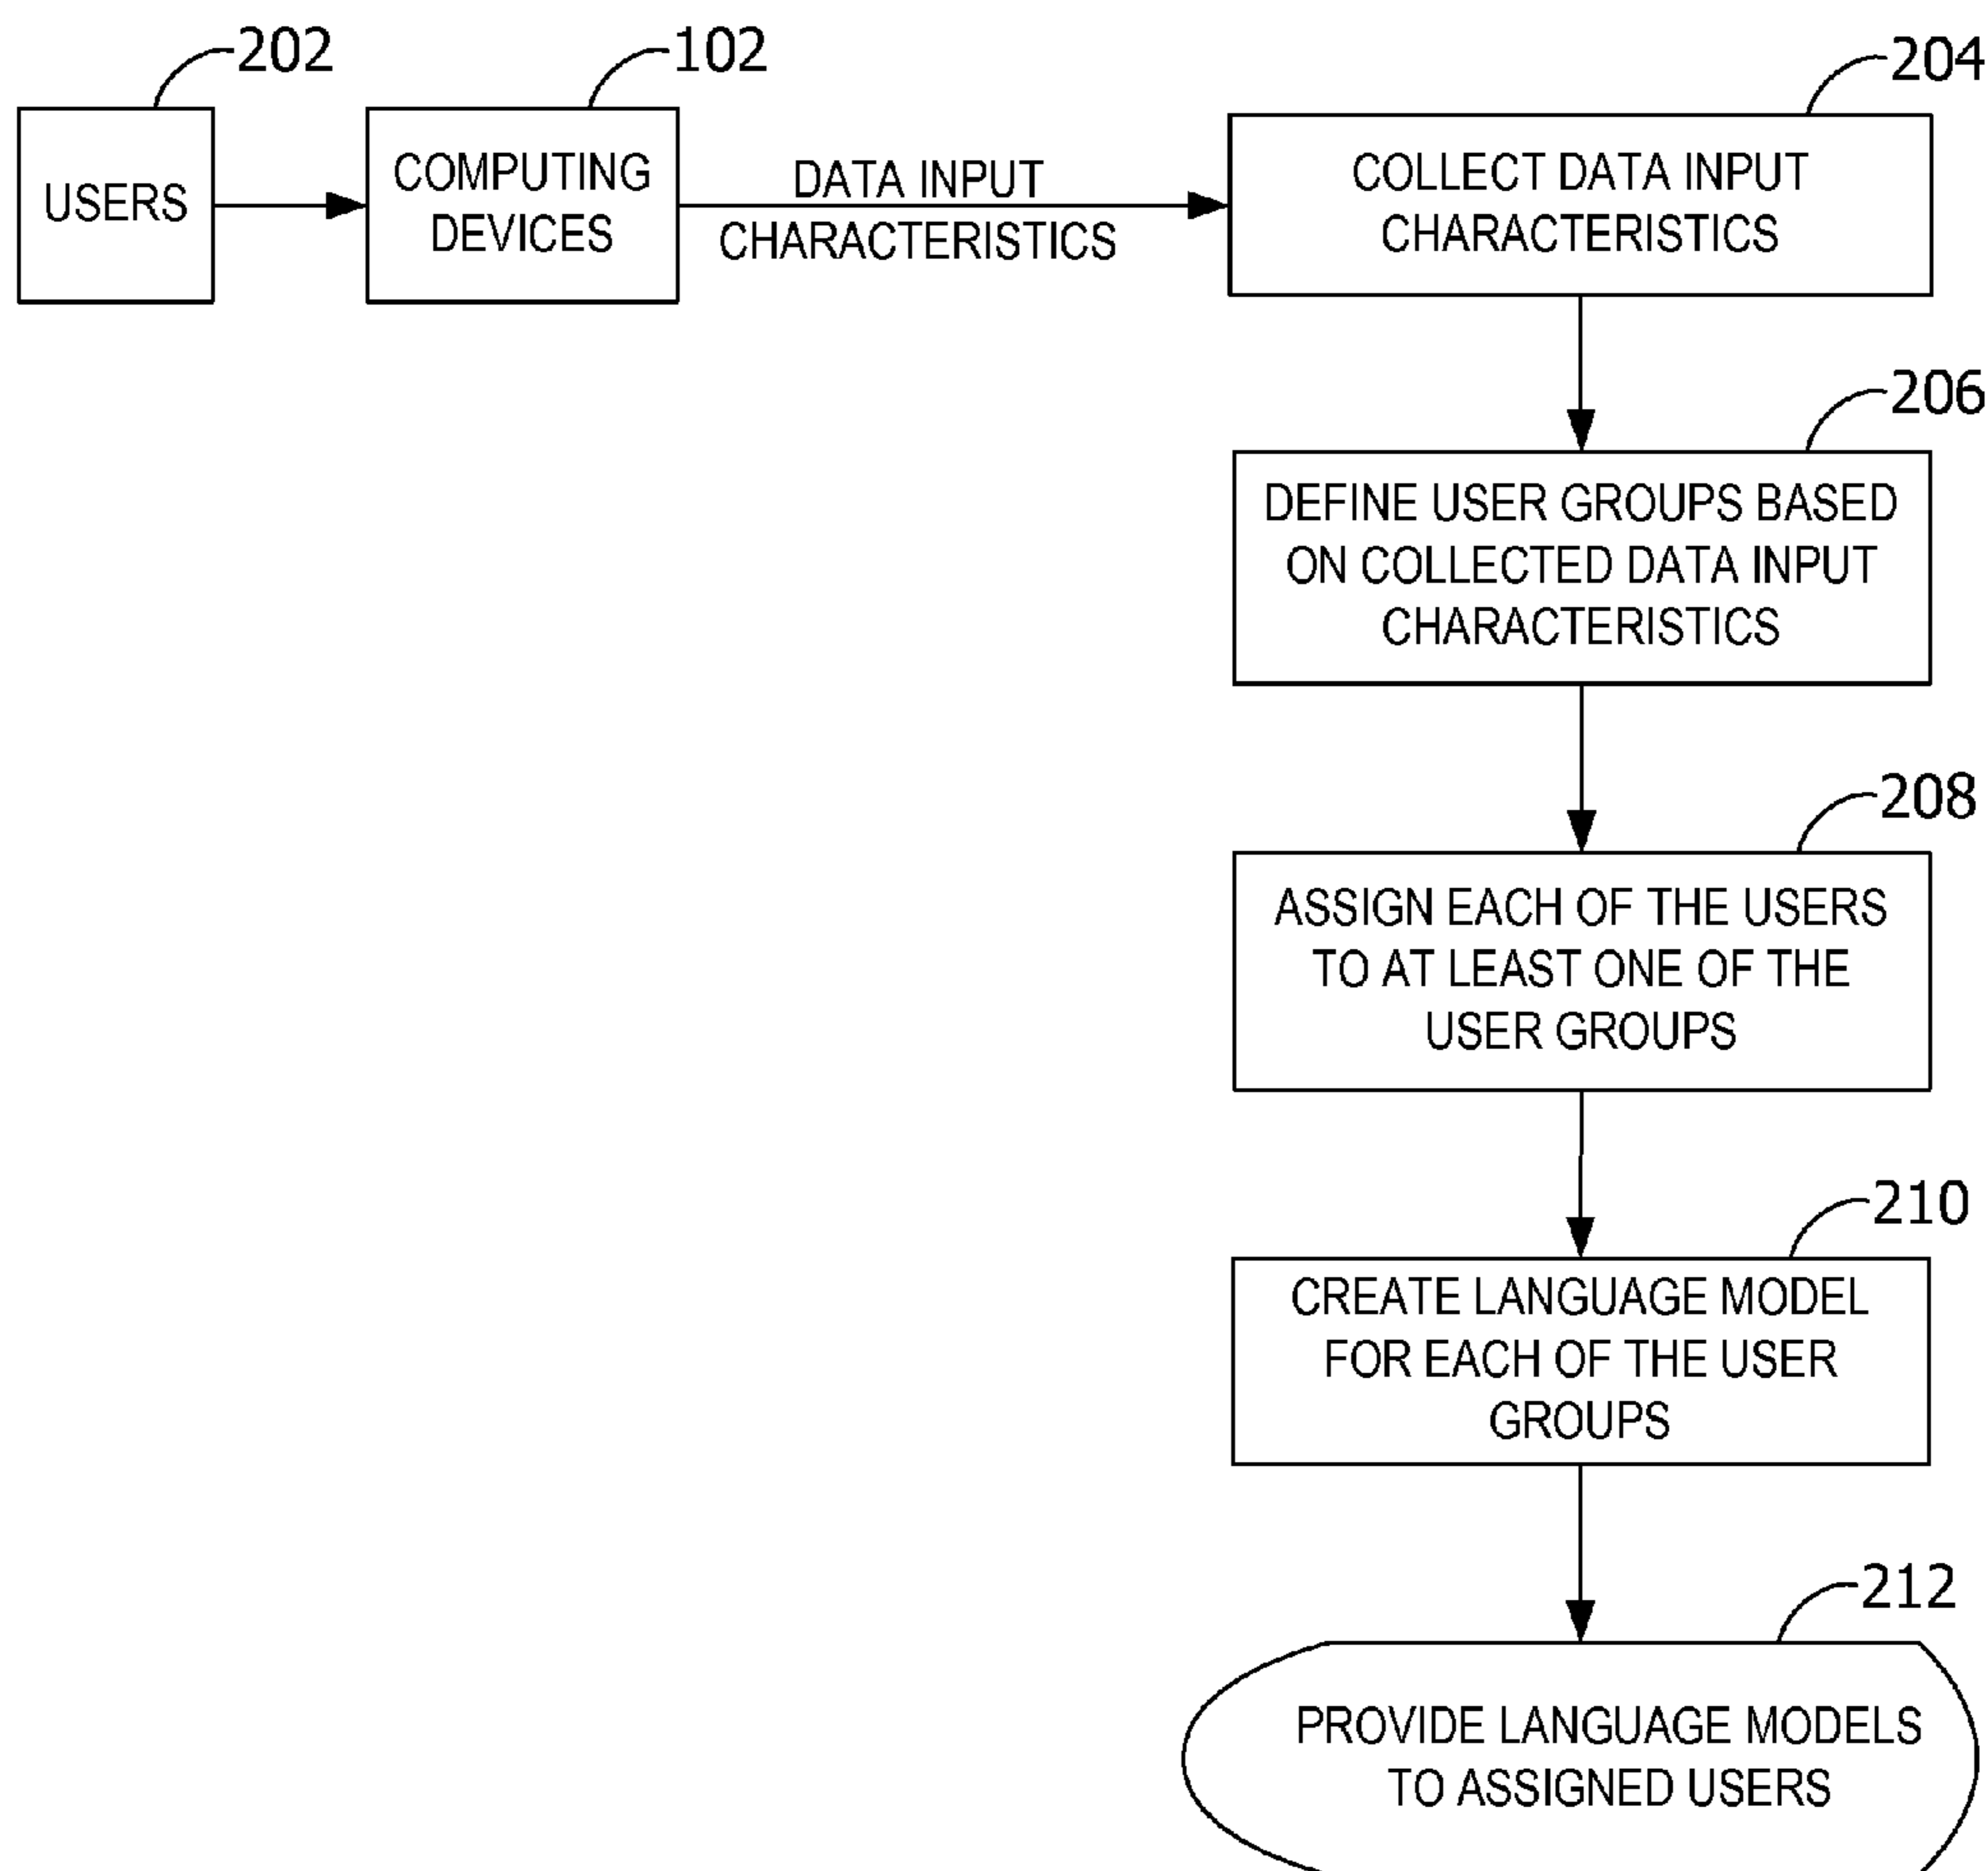 202
102
204
USERS
COMPUTING
DEVICES
DATA INPUT
CHARACTERISTICS
COLLECT DATA INPUT
CHARACTERISTICS
206
DEFINE USER GROUPS BASED
ON COLLECTED DATA INPUT
CHARACTERISTICS
208
ASSIGN EACH OF THE USERS
TO AT LEAST ONE OF THE
USER GROUPS
210
CREATE LANGUAGE MODEL
FOR EACH OF THE USER
GROUPS
212
PROVIDE LANGUAGE MODELS
TO ASSIGNED USERS